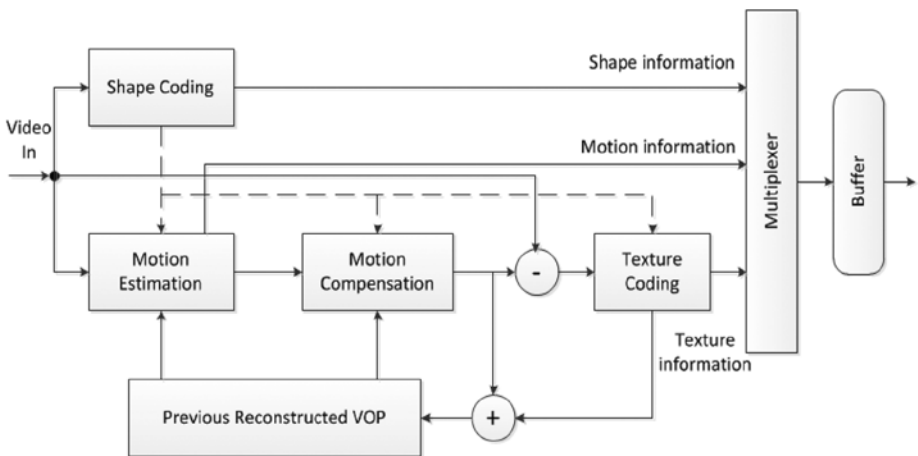 Shape information
Shape Coding
Video
In
Motion information
Multiplexer
Buffer
Motion
Estimation
Motion
Compensation
-
Texture
Coding
Texture
information
Previous Reconstructed VOP
+